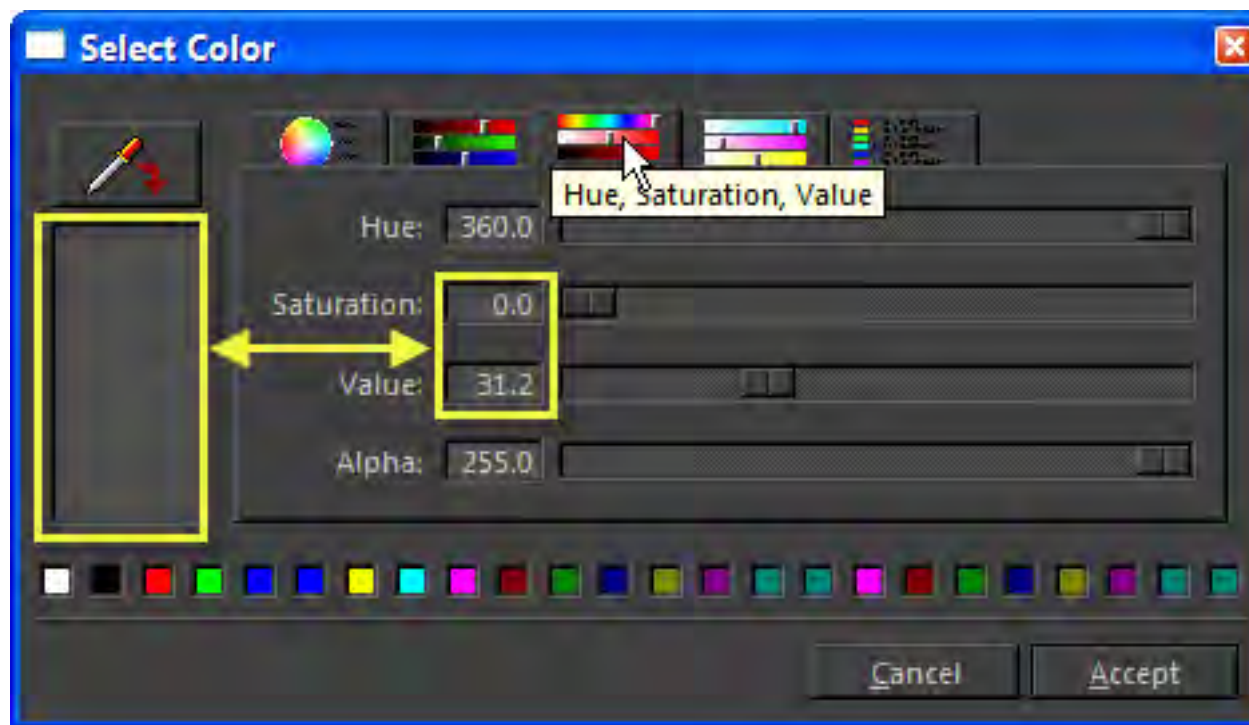 Select Color
Hue, Saturation, Value
Hue: 360.0
Saturation: 0.0
Value: 31.2
Alpha: 255.0
Cancel Accept